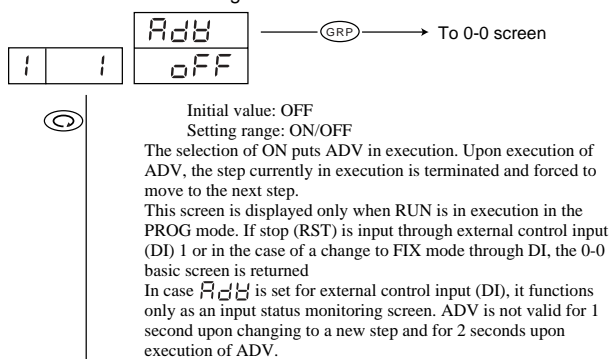 AdV
GRP To 0-0 screen
1 1 oFF
Initial value: OFF
Setting range: ON/OFF
The selection of ON puts ADV in execution. Upon execution of
ADV, the step currently in execution is terminated and forced to
move to the next step.
This screen is displayed only when RUN is in execution in the
PROG mode. If stop (RST) is input through external control input
(DI) 1 or in the case of a change to FIX mode through DI, the 0-0
basic screen is returned
In case AdV is set for external control input (DI), it functions
only as an input status monitoring screen. ADV is not valid for 1
second upon changing to a new step and for 2 seconds upon
execution of ADV.